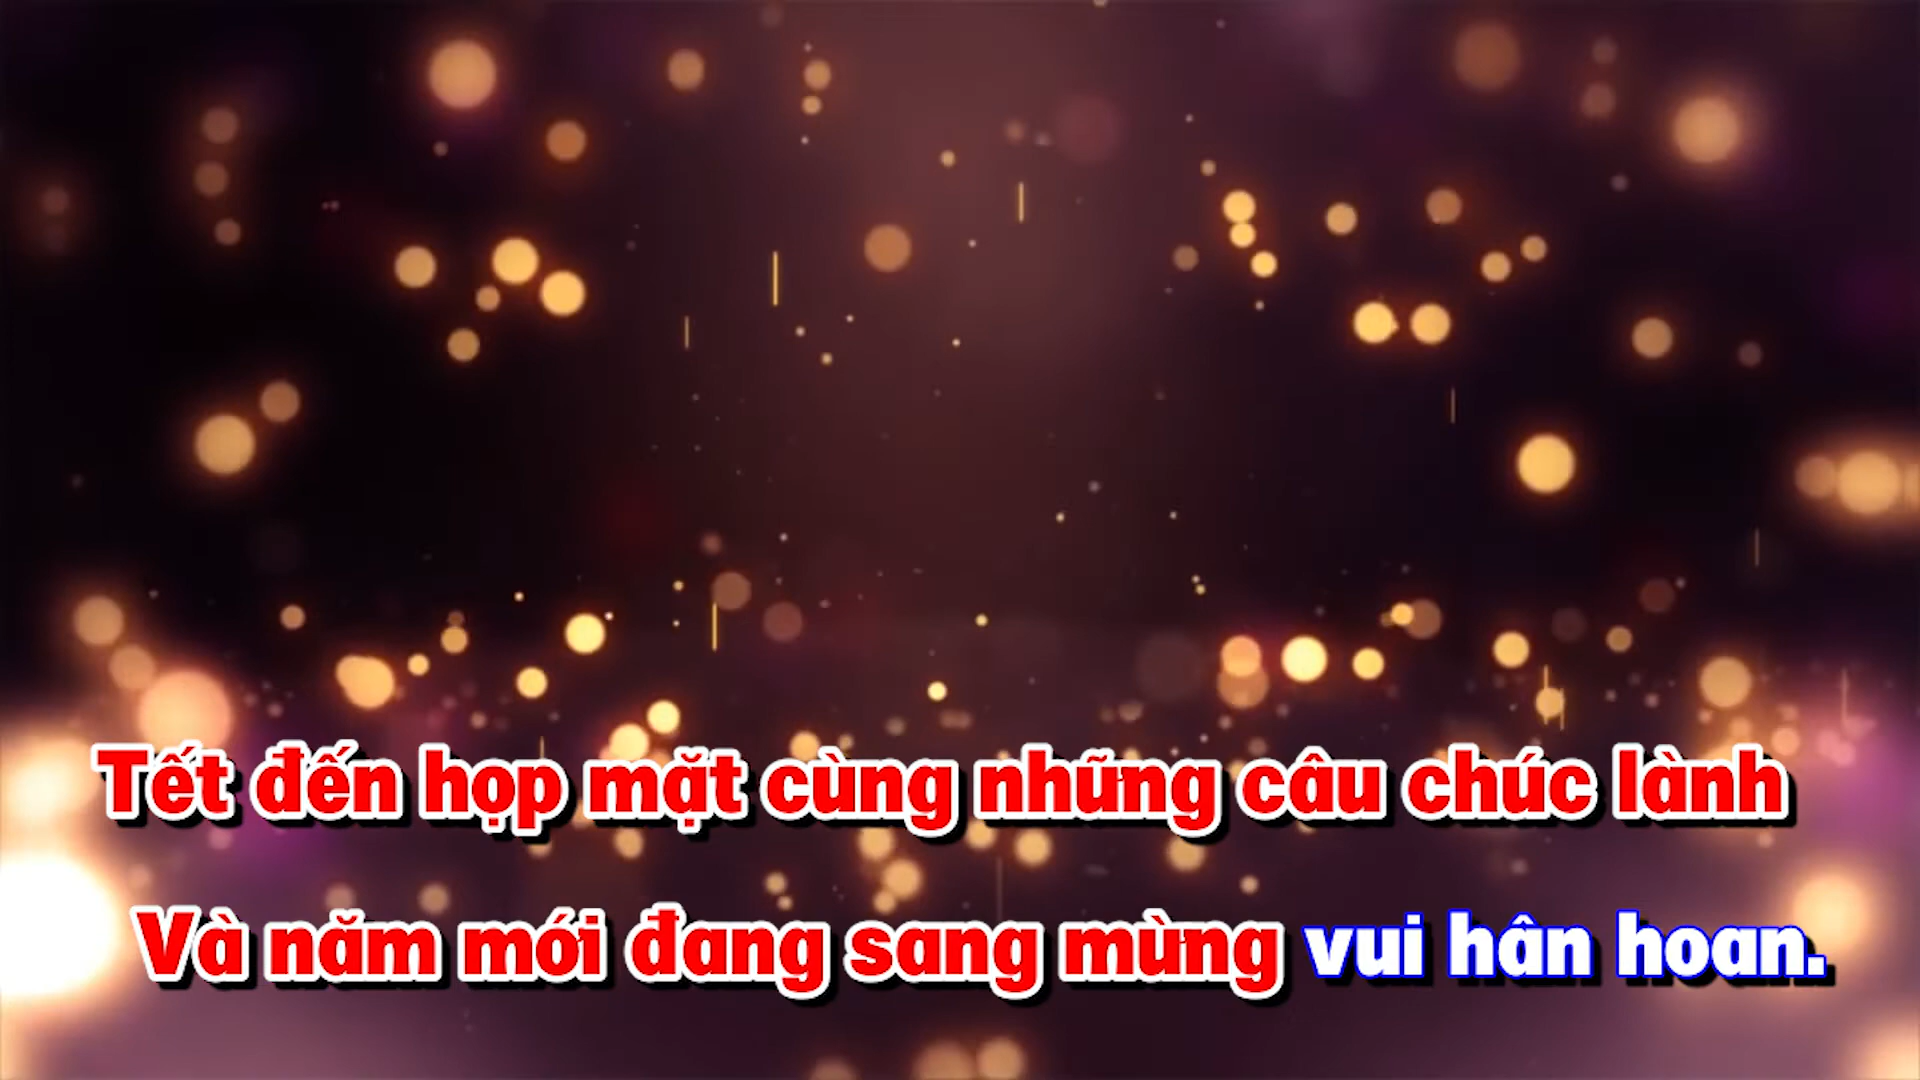 Tết đến họp mặt cùng những câu chúc lành
Và năm mới đang sang mừng vui hân hoan.